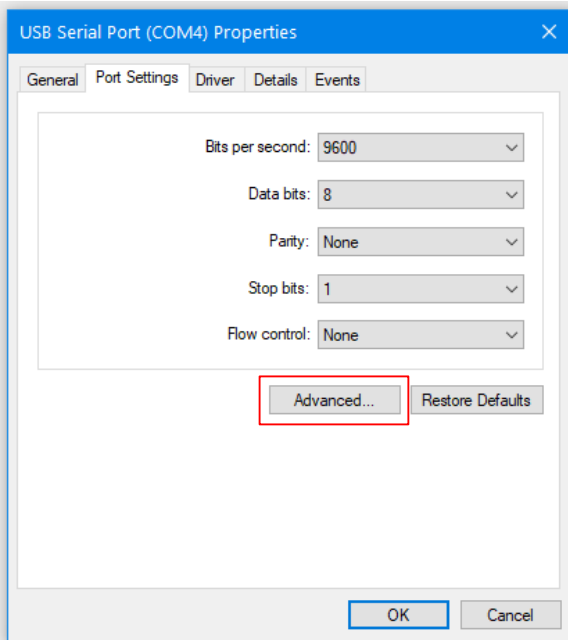 USB Serial Port (COM4) Properties
General Port Settings Driver Details Events
Bits per second: 9600
Data bits: 8
Parity: None
Stop bits: 1
Flow control: None
Advanced... Restore Defaults
OK Cancel